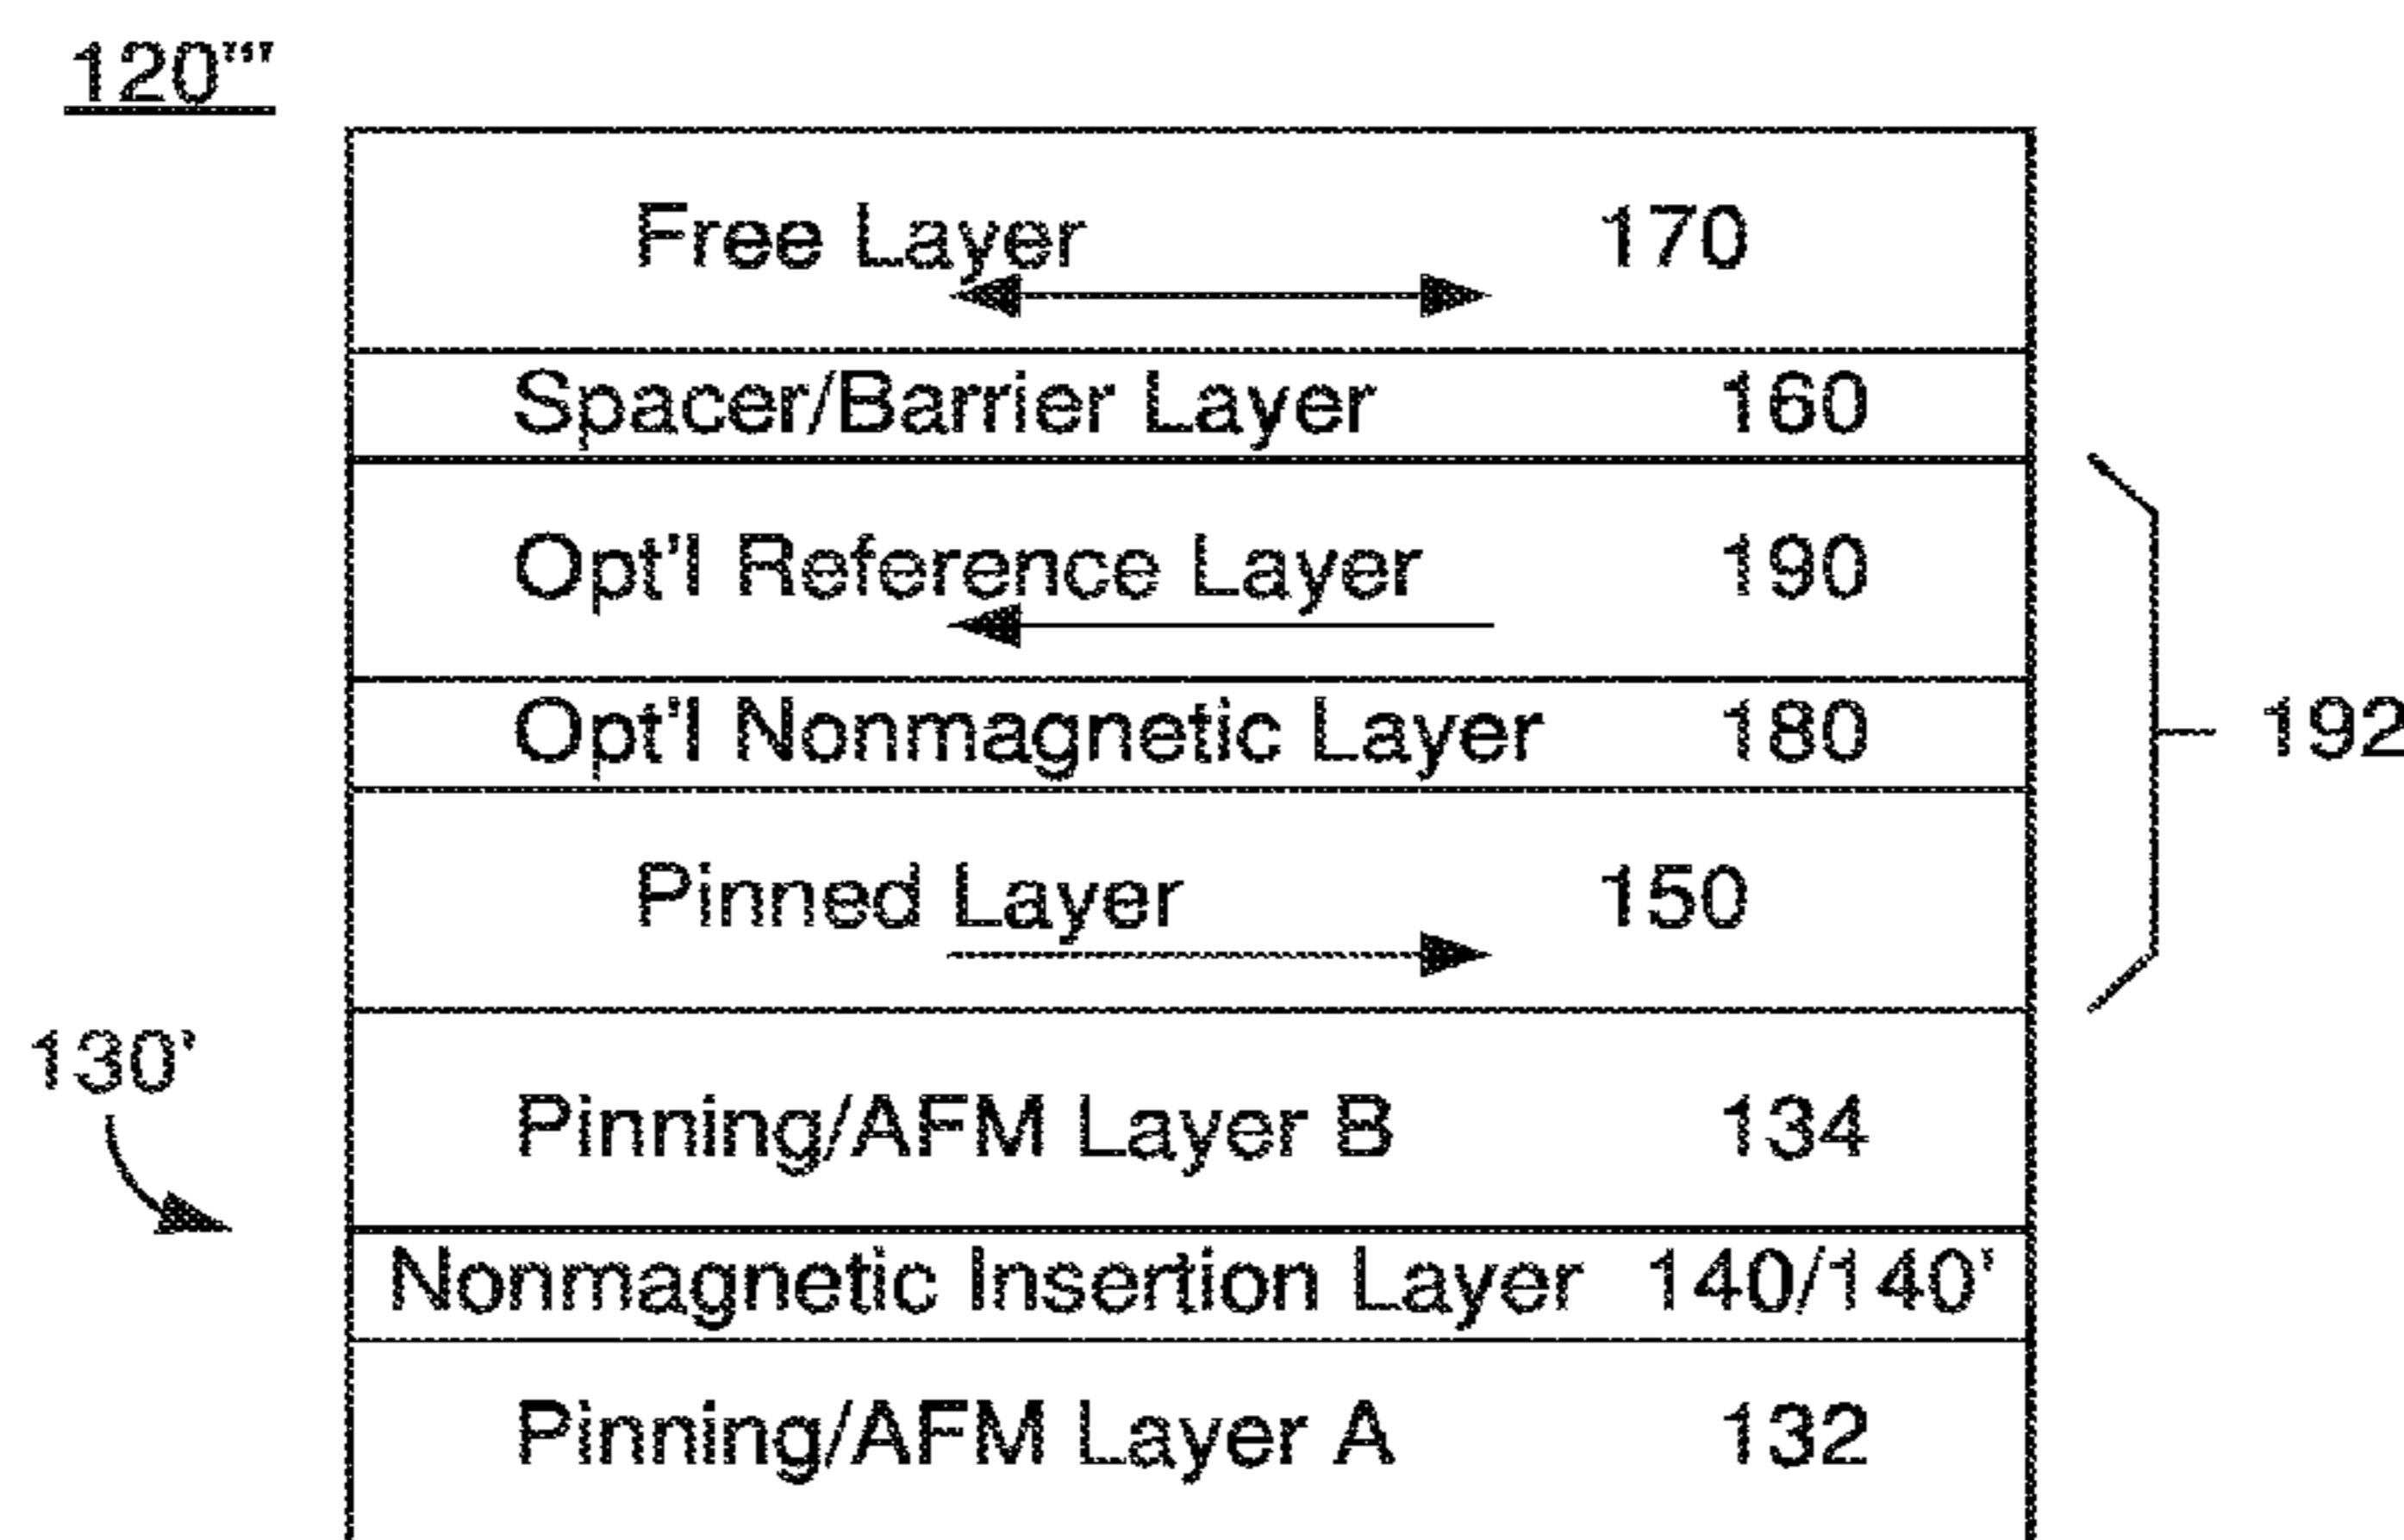 120'''
Free Layer 170
Spacer/Barrier Layer 160
Opt'l Reference Layer 190
Opt'l Nonmagnetic Layer 180
192
Pinned Layer 150
130'
Pinning/AFM Layer B 134
Nonmagnetic Insertion Layer 140/140'
Pinning/AFM Layer A 132